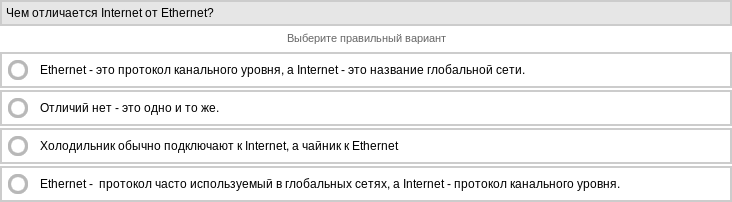 Чем отличается Internet от Ethernet?
Выберите правильный вариант
Ethernet - это протокол канального уровня, а Internet - это название глобальной сети.
Отличий нет - это одно и то же.
Холодильник обычно подключают к Internet, а чайник к Ethernet
Ethernet -  протокол часто используемый в глобальных сетях, а Internet - протокол канального уровня.